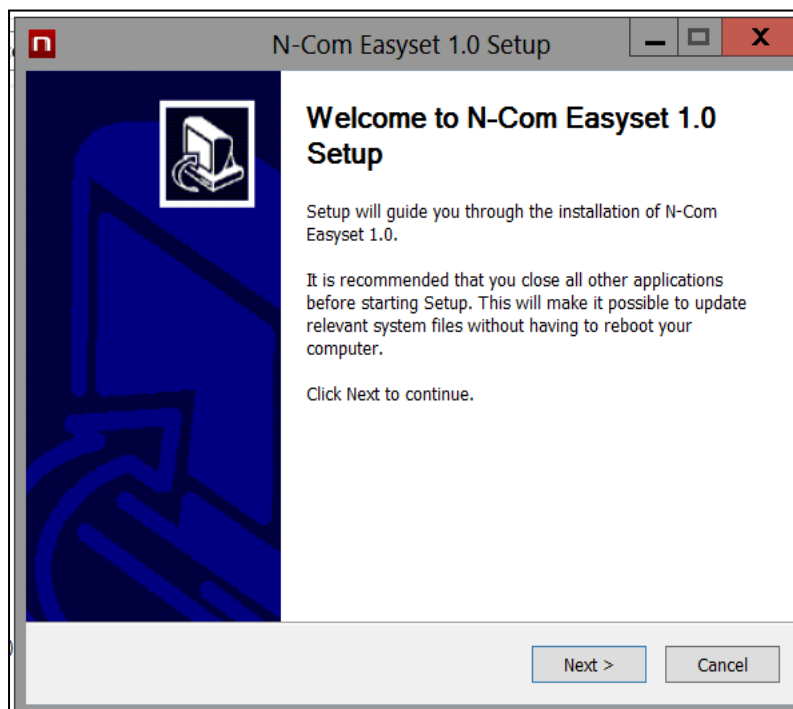 n
N-Com Easyset 1.0 Setup
X
Welcome to N-Com Easyset 1.0
Setup
Setup will guide you through the installation of N-Com
Easyset 1.0.
It is recommended that you close all other applications
before starting Setup. This will make it possible to update
relevant system files without having to reboot your
computer.
Click Next to continue.
Next >
Cancel